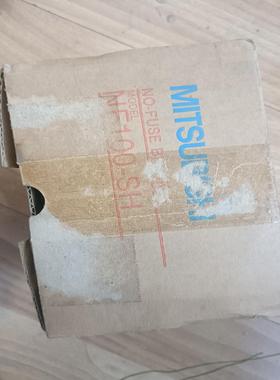 MITSUBISHI
NO-FUSE B
MODEL
NF100-SH